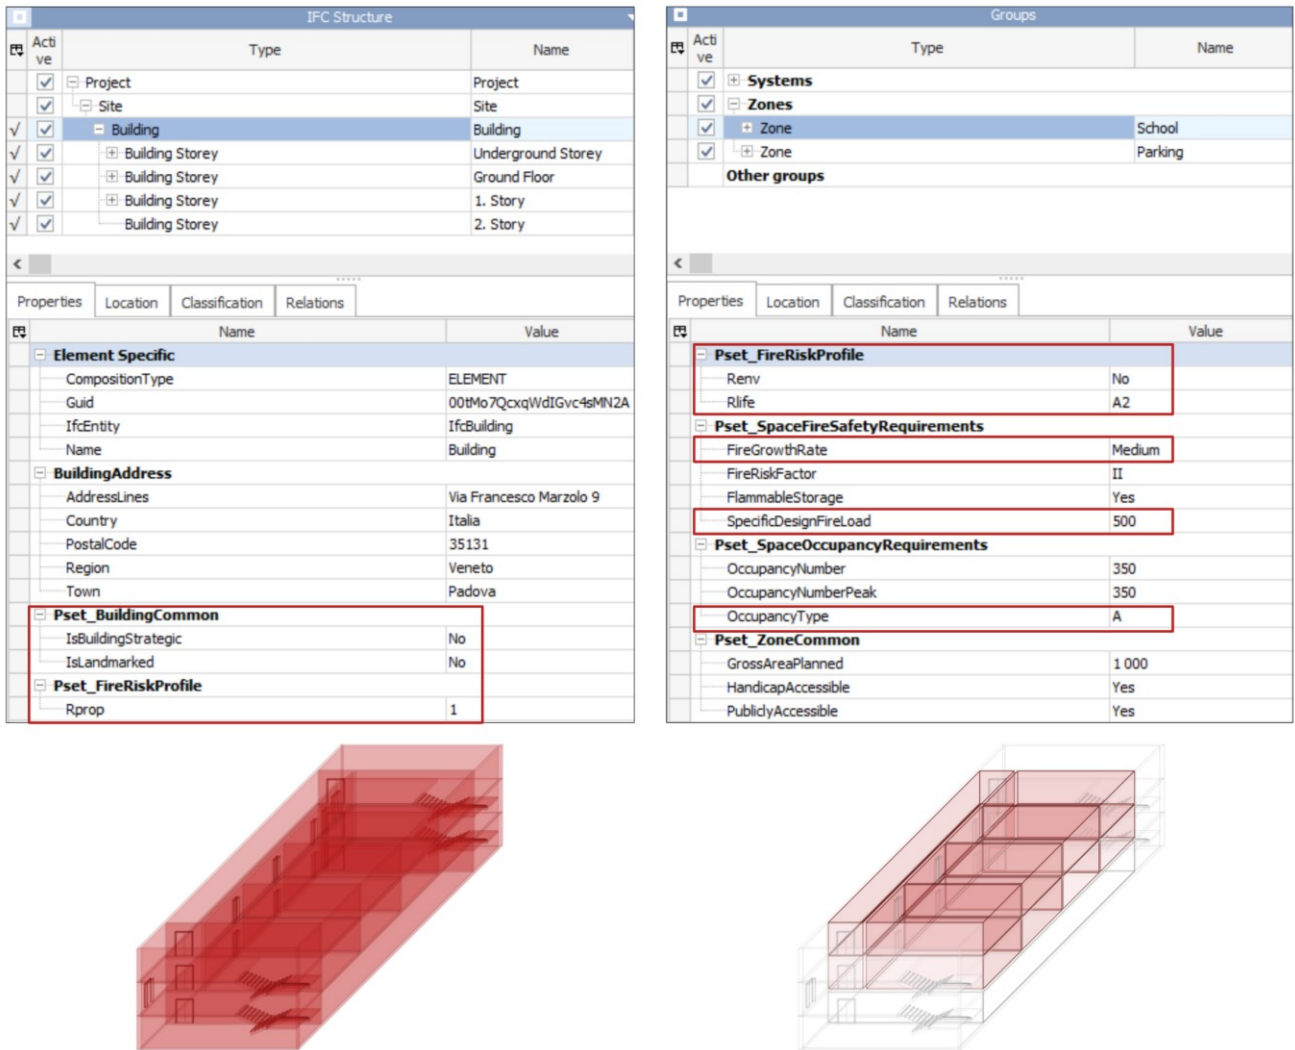 IFC Structure
Active Type Name
Project Project
Site Site
Building Building
Building Storey Underground Storey
Building Storey Ground Floor
Building Storey 1. Story
Building Storey 2. Story
Properties Location Classification Relations
Name Value
Element Specific
CompositionType ELEMENT
Guid 00tMo7QcxqWdIGvc4sMN2A
IfcEntity IfcBuilding
Name Building
BuildingAddress
AddressLines Via Francesco Marzolo 9
Country Italia
PostalCode 35131
Region Veneto
Town Padova
Pset_BuildingCommon
IsBuildingStrategic No
IsLandmarked No
Pset_FireRiskProfile
Rprop 1
Groups
Active Type Name
Systems
Zones
Zone School
Zone Parking
Other groups
Properties Location Classification Relations
Name Value
Pset_FireRiskProfile
Renv No
Rlife A2
Pset_SpaceFireSafetyRequirements
FireGrowthRate Medium
FireRiskFactor II
FlammableStorage Yes
SpecificDesignFireLoad 500
Pset_SpaceOccupancyRequirements
OccupancyNumber 350
OccupancyNumberPeak 350
OccupancyType A
Pset_ZoneCommon
GrossAreaPlanned 1 000
HandicapAccessible Yes
PubliclyAccessible Yes